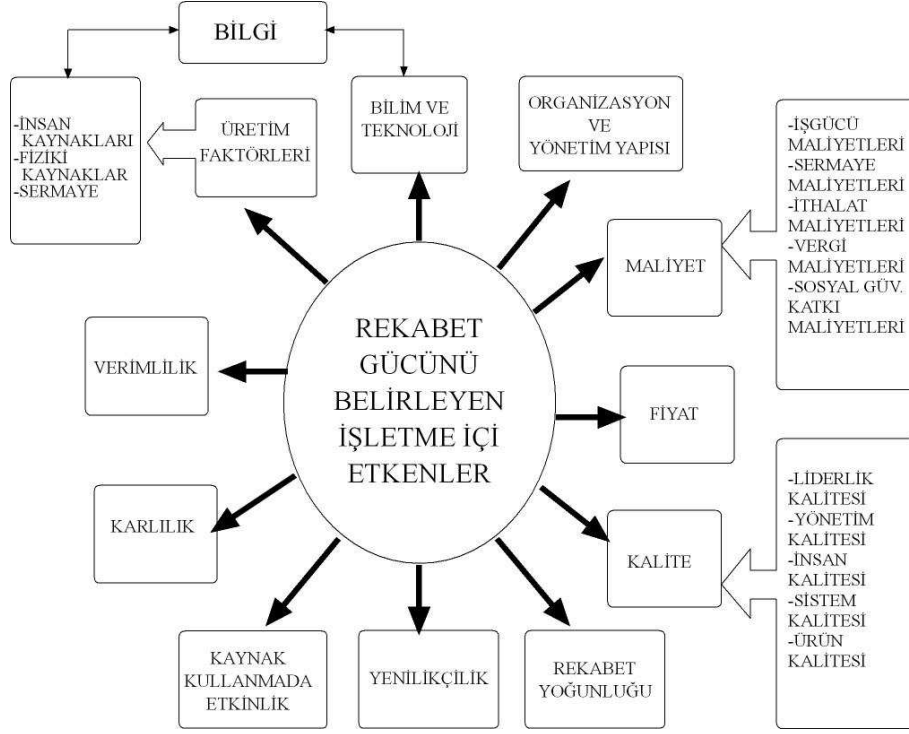 BİLGİ
-İNSAN
KAYNAKLARI
-FİZİKİ
KAYNAKLAR
-SERMAYE
ÜRETİM
FAKTÖRLERİ
BİLİM VE
TEKNOLOJİ
ORGANİZASYON
VE
YÖNETİM YAPISI
MALİYET
-İŞGÜCÜ
MALİYETLERİ
-SERMAYE
MALİYETLERİ
-İTHALAT
MALİYETLERİ
-VERGİ
MALİYETLERİ
-SOSYAL GÜV.
KATKI
MALİYETLERİ
REKABET
GÜCÜNÜ
BELİRLEYEN
İŞLETME İÇİ
ETKENLER
VERİMLİLİK
FİYAT
KARLILIK
KALİTE
-LİDERLİK
KALİTESİ
-YÖNETİM
KALİTESİ
-İNSAN
KALİTESİ
-SİSTEM
KALİTESİ
-ÜRÜN
KALİTESİ
KAYNAK
KULLANMADA
ETKİNLİK
YENİLİKÇİLİK
REKABET
YOĞUNLUĞU